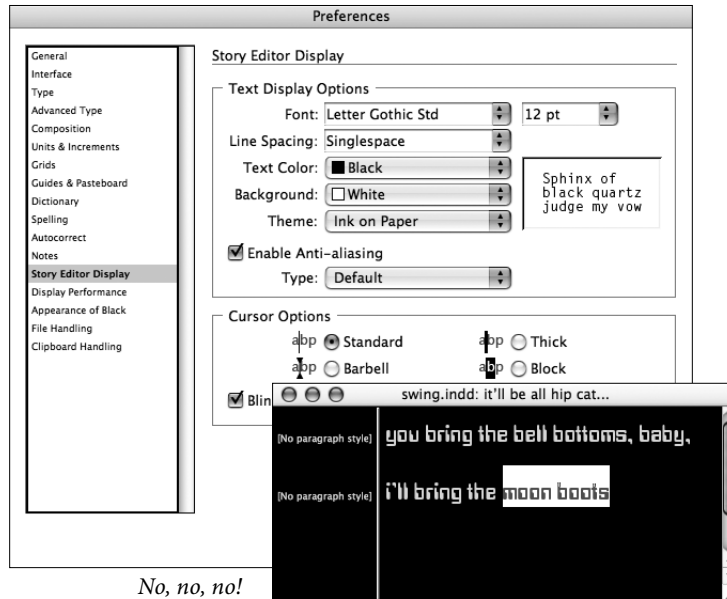 Preferences
General
Interface
Type
Advanced Type
Composition
Units & Increments
Grids
Guides & Pasteboard
Dictionary
Spelling
Autocorrect
Notes
Story Editor Display
Display Performance
Appearance of Black
File Handling
Clipboard Handling
Story Editor Display
Text Display Options
Font: Letter Gothic Std 12 pt
Line Spacing: Singlespace
Text Color: Black
Background: White
Theme: Ink on Paper
Sphinx of
black quartz
judge my vow
Enable Anti-aliasing
Type: Default
Cursor Options
abp Standard abp Thick
abp Barbell abp Block
Blin
swing.indd: it'll be all hip cat...
[No paragraph style] you bring the bell bottoms, baby,
[No paragraph style] i'll bring the moon boots
No, no, no!